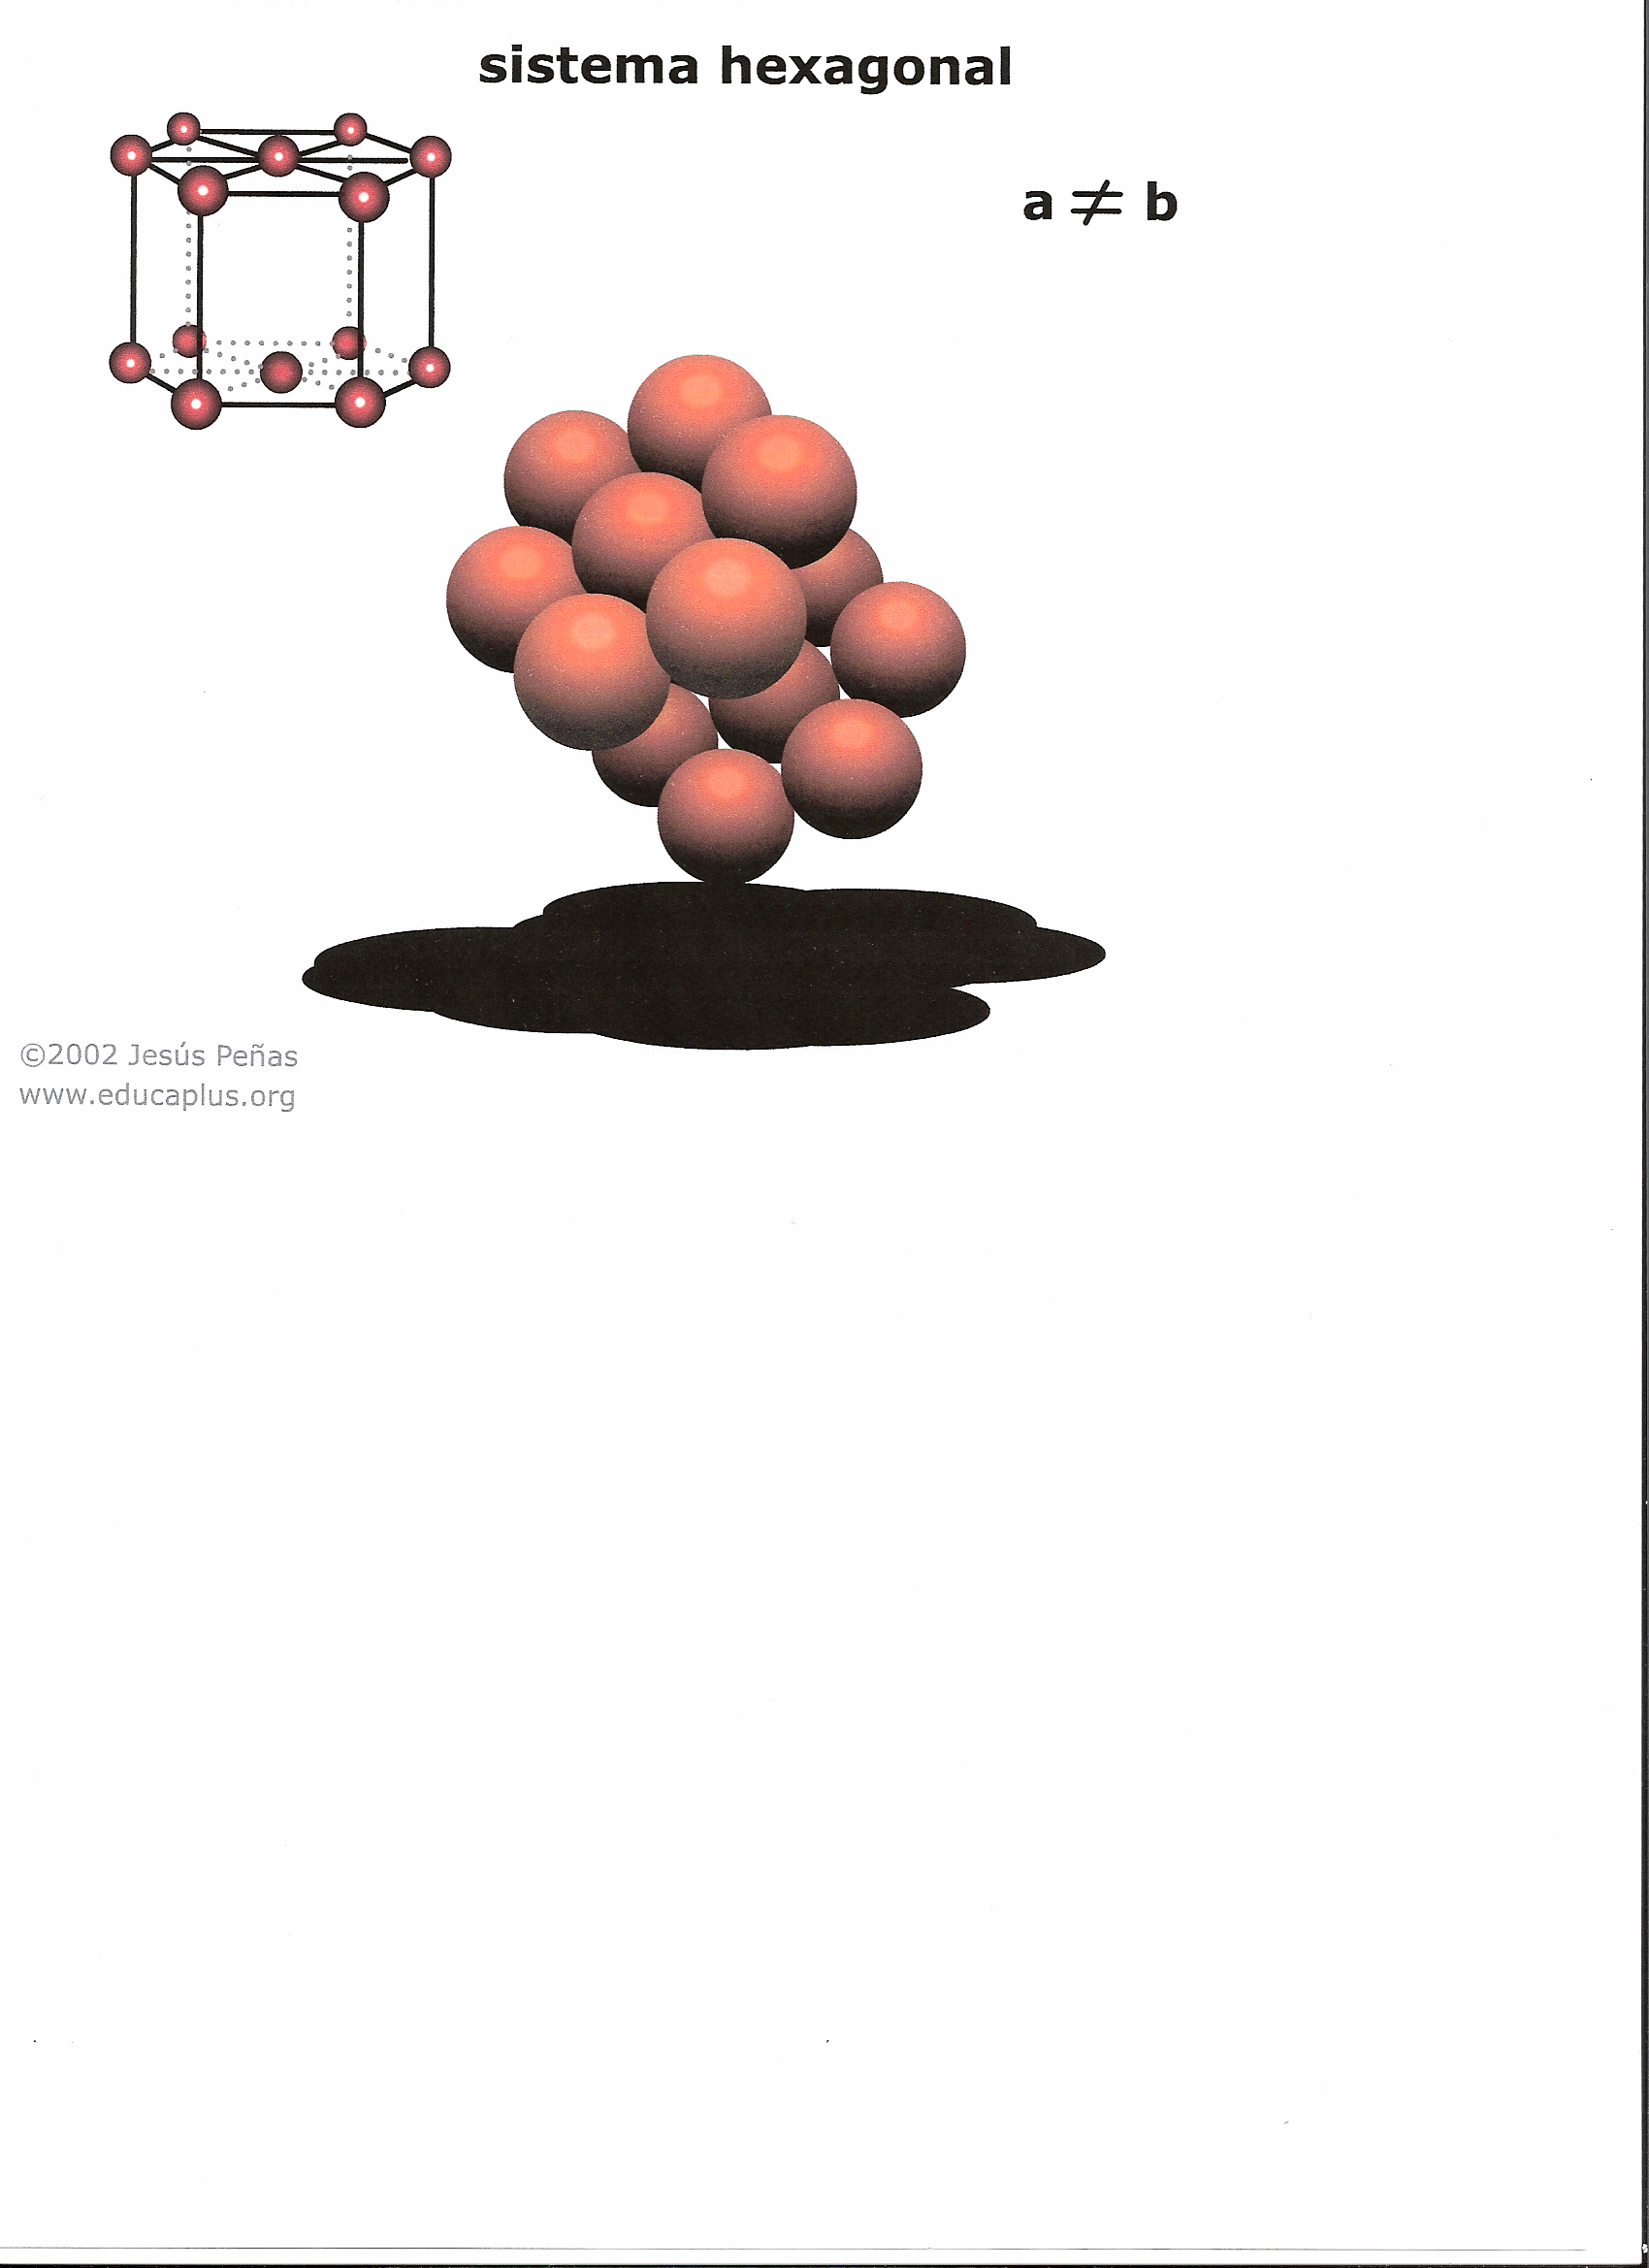 sistema hexagonal
a ≠ b
©2002 Jesús Peñas
www.educaplus.org